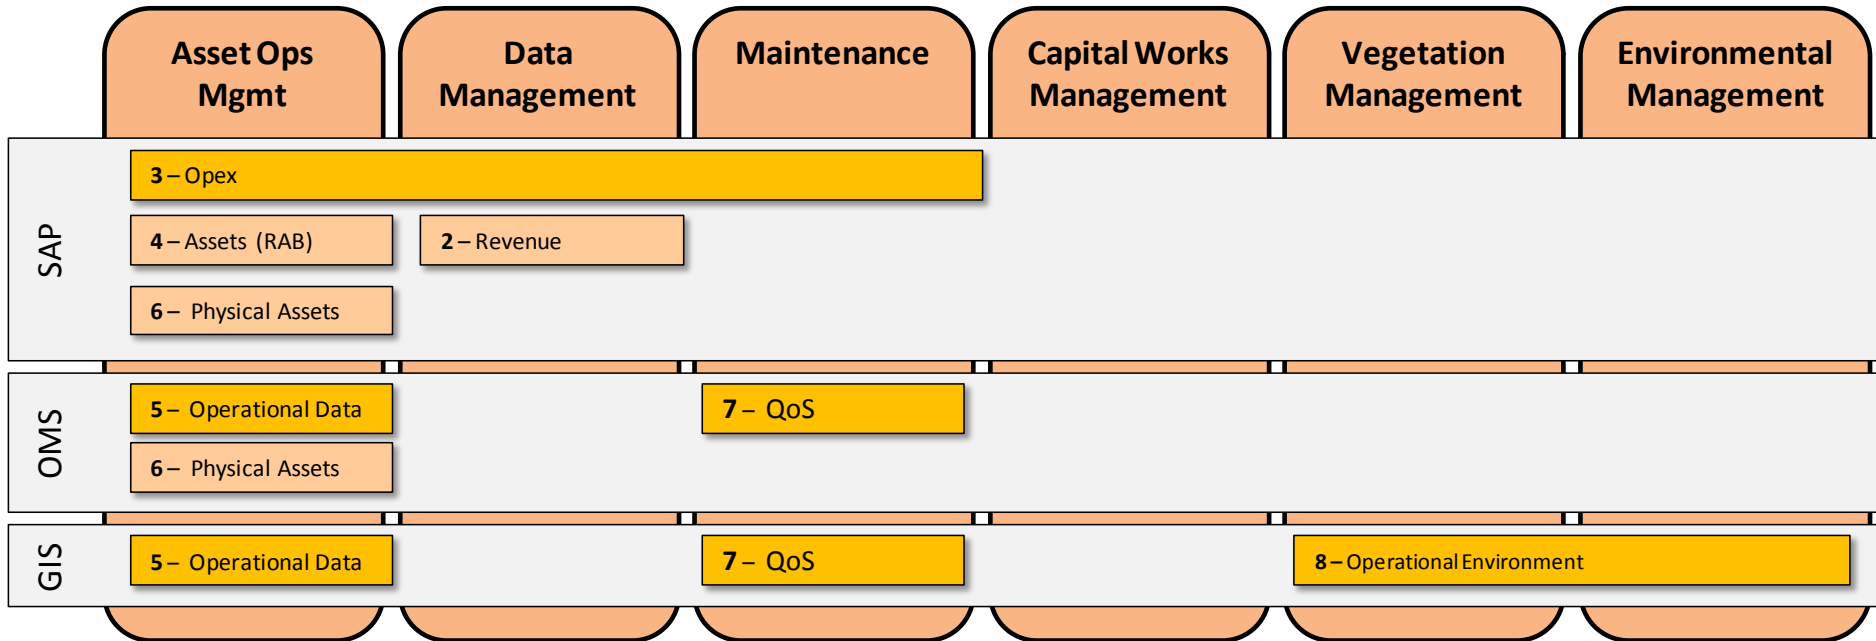 Asset Ops
Mgmt
Data
Management
Maintenance
Capital Works
Management
Vegetation
Management
Environmental
Management
SAP
3 – Opex
4 – Assets (RAB)
2 – Revenue
6 – Physical Assets
OMS
5 – Operational Data
7 – QoS
6 – Physical Assets
GIS
5 – Operational Data
7 – QoS
8 – Operational Environment